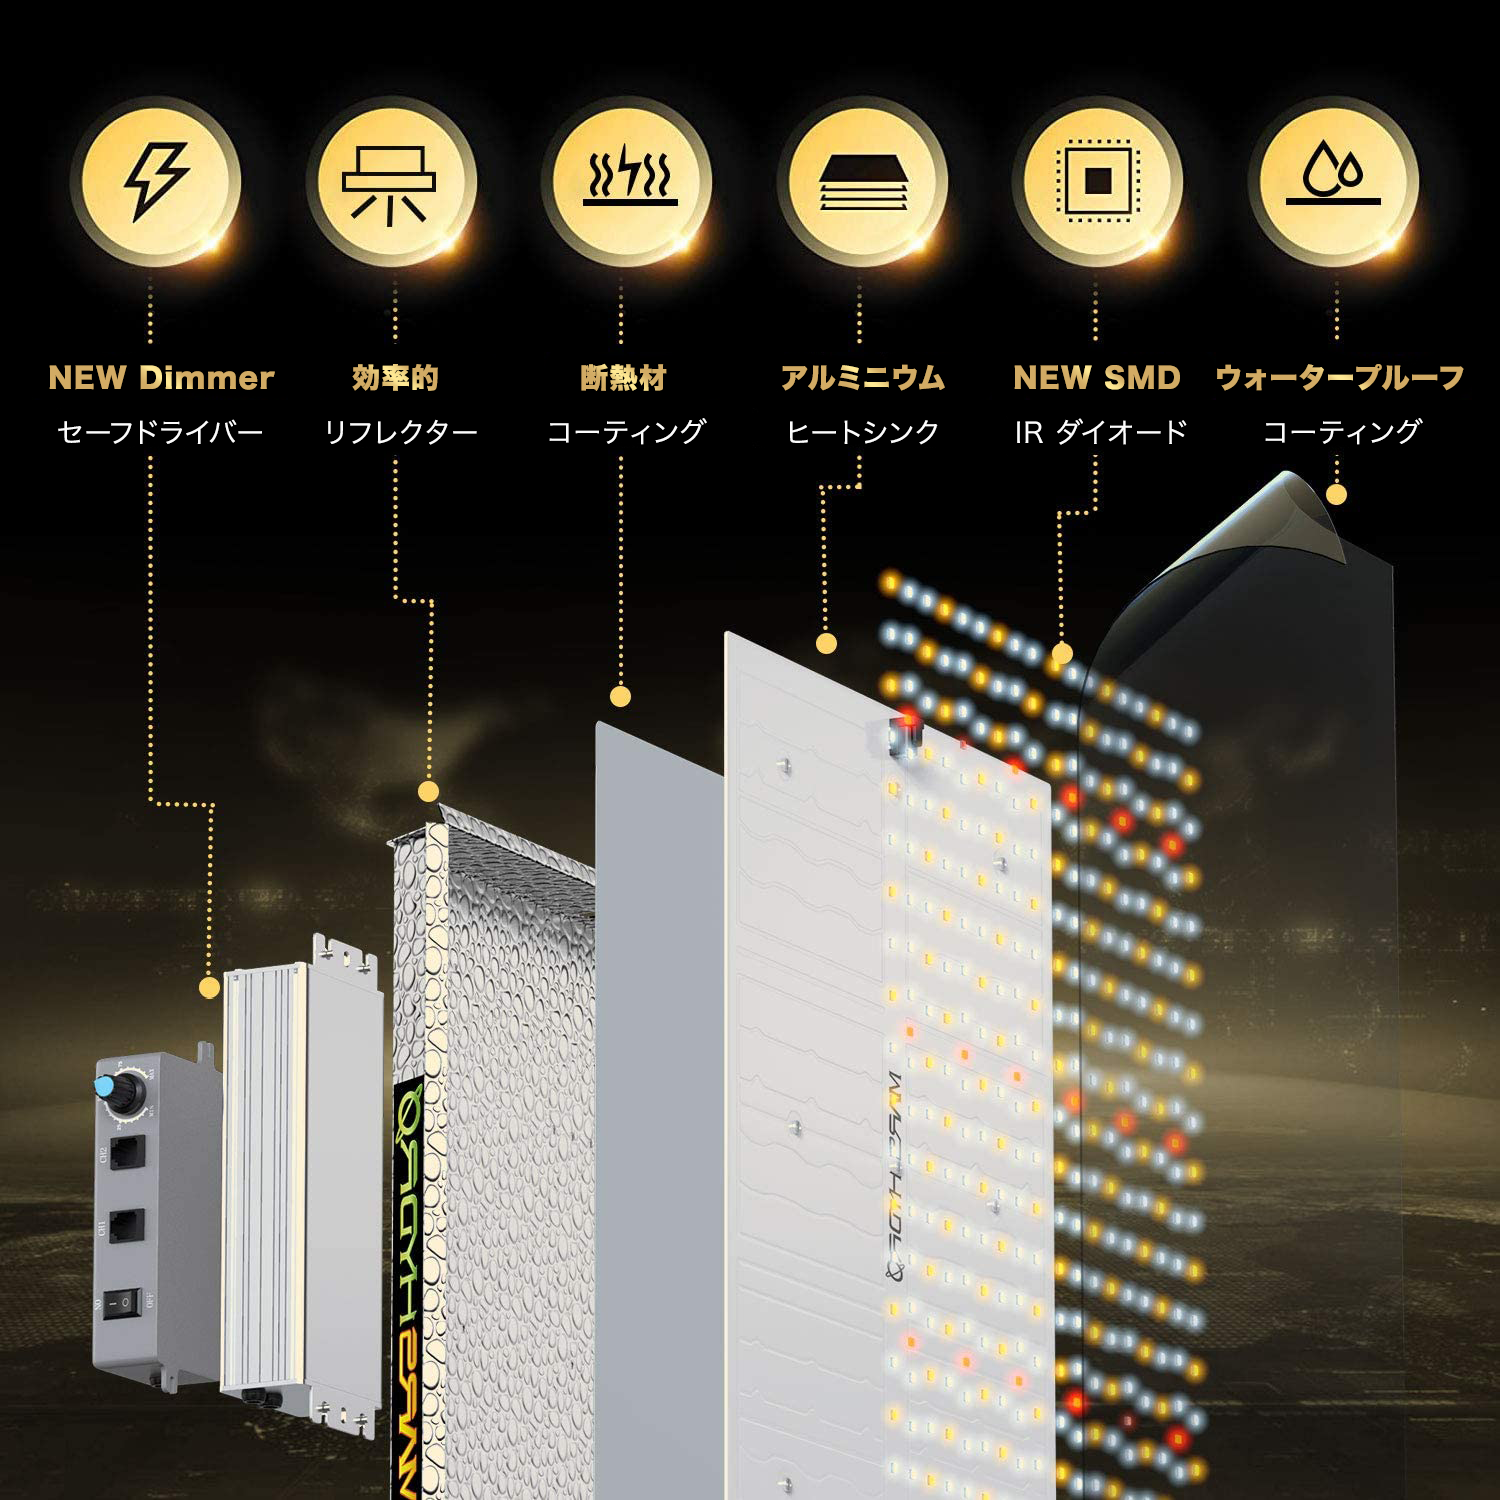 NEW Dimmer
セーフドライバー
効率的
リフレクター
断熱材
コーティング
アルミニウム
ヒートシンク
NEW SMD
IR ダイオード
ウォータープルーフ
コーティング
CH2
CH1
OFF